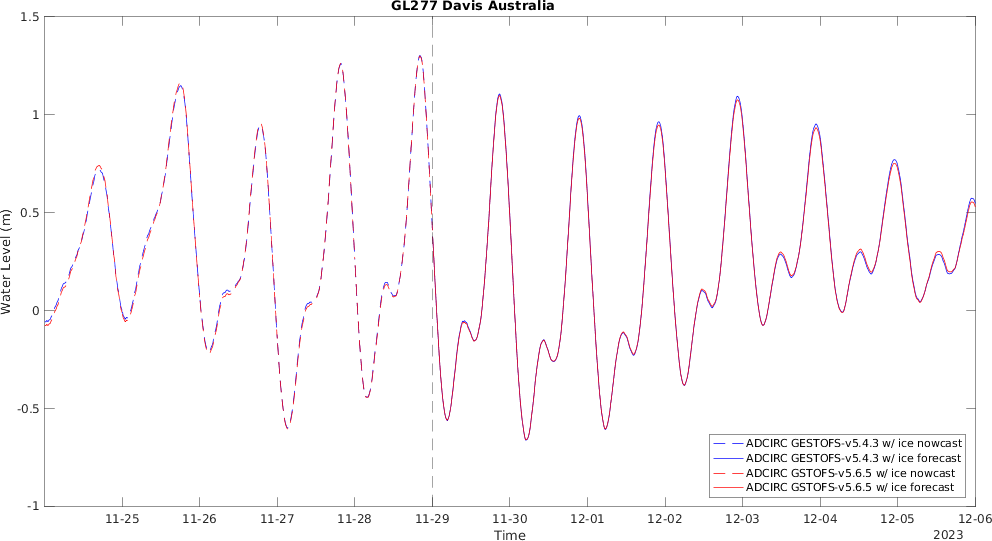 GL277 Davis Australia
1.5
1
0.5
0
-0.5
-1
Water Level (m)
11-25 11-26 11-27 11-28 11-29 11-30 12-01 12-02 12-03 12-04 12-05 12-06
Time
2023
ADCIRC GESTOFS-v5.4.3 w/ ice nowcast
ADCIRC GESTOFS-v5.4.3 w/ ice forecast
ADCIRC GSTOFS-v5.6.5 w/ ice nowcast
ADCIRC GSTOFS-v5.6.5 w/ ice forecast